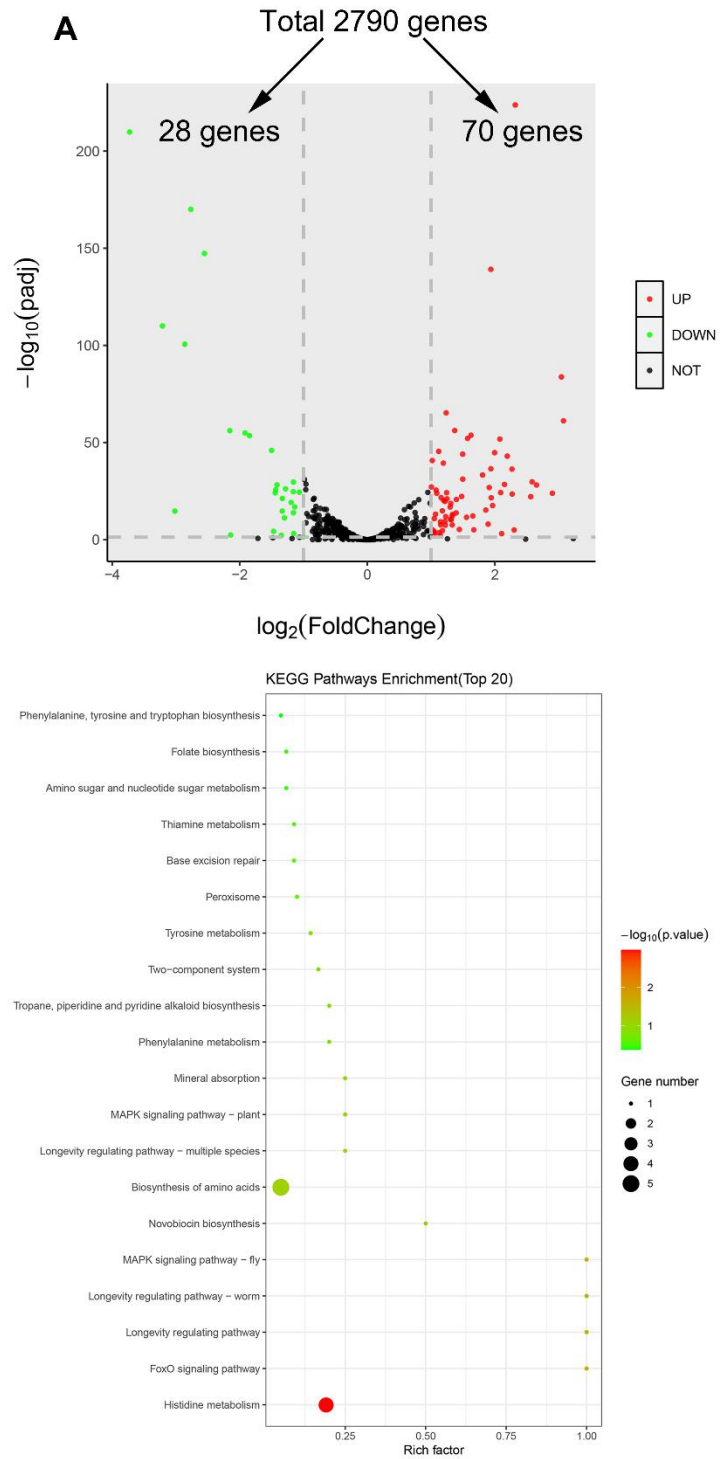 A
Total 2790 genes
28 genes
70 genes
200
150
100
50
0
−log10(padj)
−4
−2
0
2
log2(FoldChange)
UP
DOWN
NOT
KEGG Pathways Enrichment(Top 20)
Phenylalanine, tyrosine and tryptophan biosynthesis
Folate biosynthesis
Amino sugar and nucleotide sugar metabolism
Thiamine metabolism
Base excision repair
Peroxisome
Tyrosine metabolism
Two−component system
Tropane, piperidine and pyridine alkaloid biosynthesis
Phenylalanine metabolism
Mineral absorption
MAPK signaling pathway − plant
Longevity regulating pathway − multiple species
Biosynthesis of amino acids
Novobiocin biosynthesis
MAPK signaling pathway − fly
Longevity regulating pathway − worm
Longevity regulating pathway
FoxO signaling pathway
Histidine metabolism
0.25
0.50
0.75
1.00
Rich factor
−log10(p.value)
2
1
Gene number
1
2
3
4
5